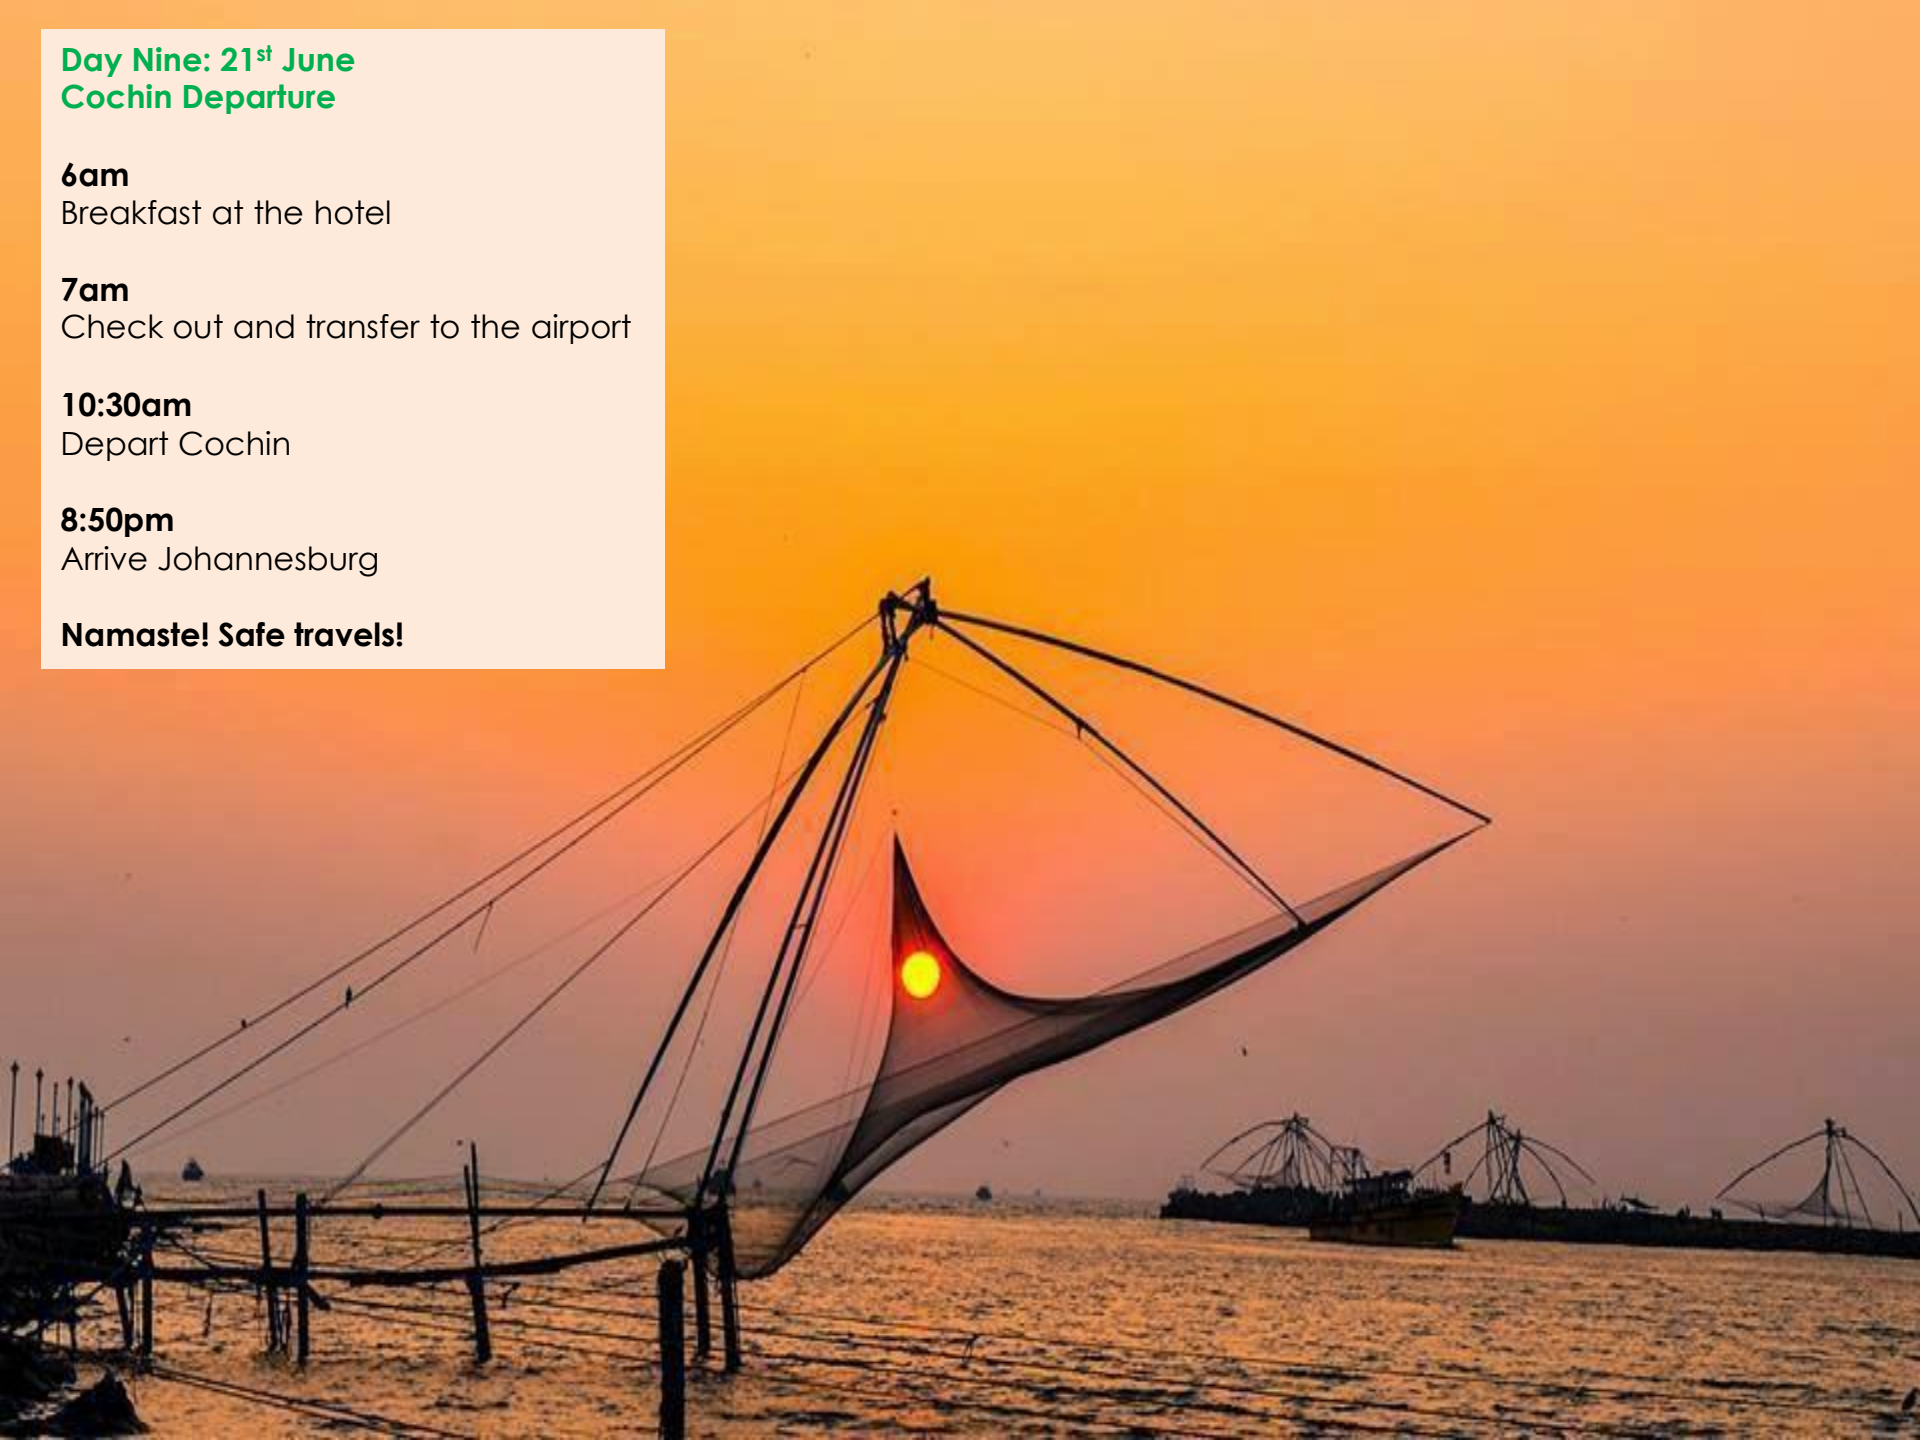 Day Nine: 21st June
Cochin Departure
6am
Breakfast at the hotel
7am
Check out and transfer to the airport
10:30am
Depart Cochin
8:50pm
Arrive Johannesburg
Namaste! Safe travels!